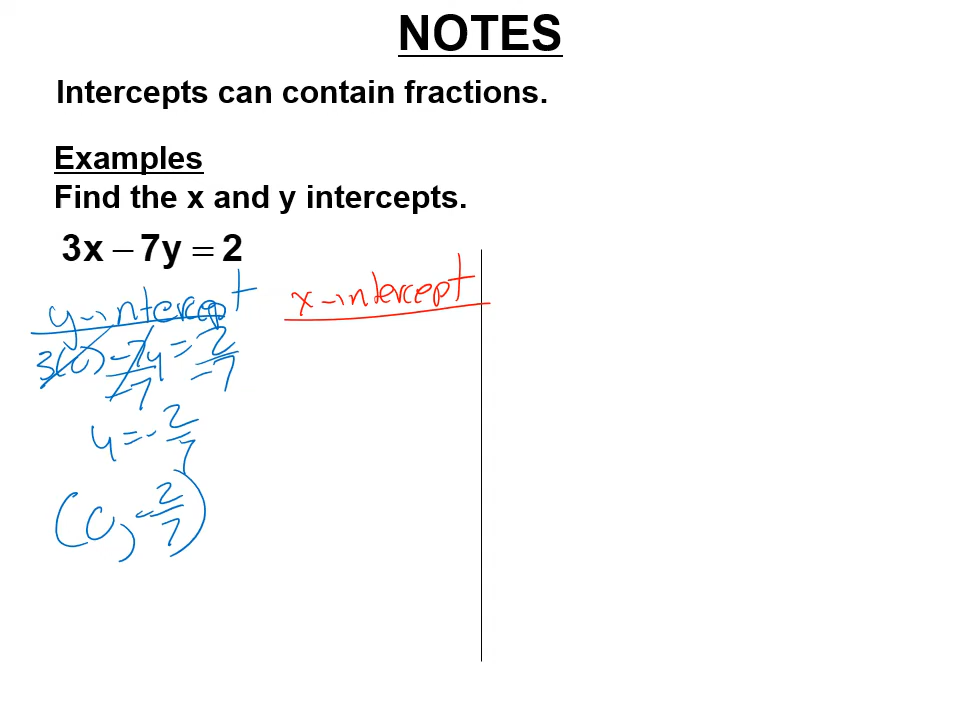 NOTES
Intercepts can contain fractions.
Examples
Find the x and y intercepts.
3x – 7y = 2
y-intercept
3(0) -7y = 2
-7 -7
y = -2/7
(0, -2/7)
x-intercept